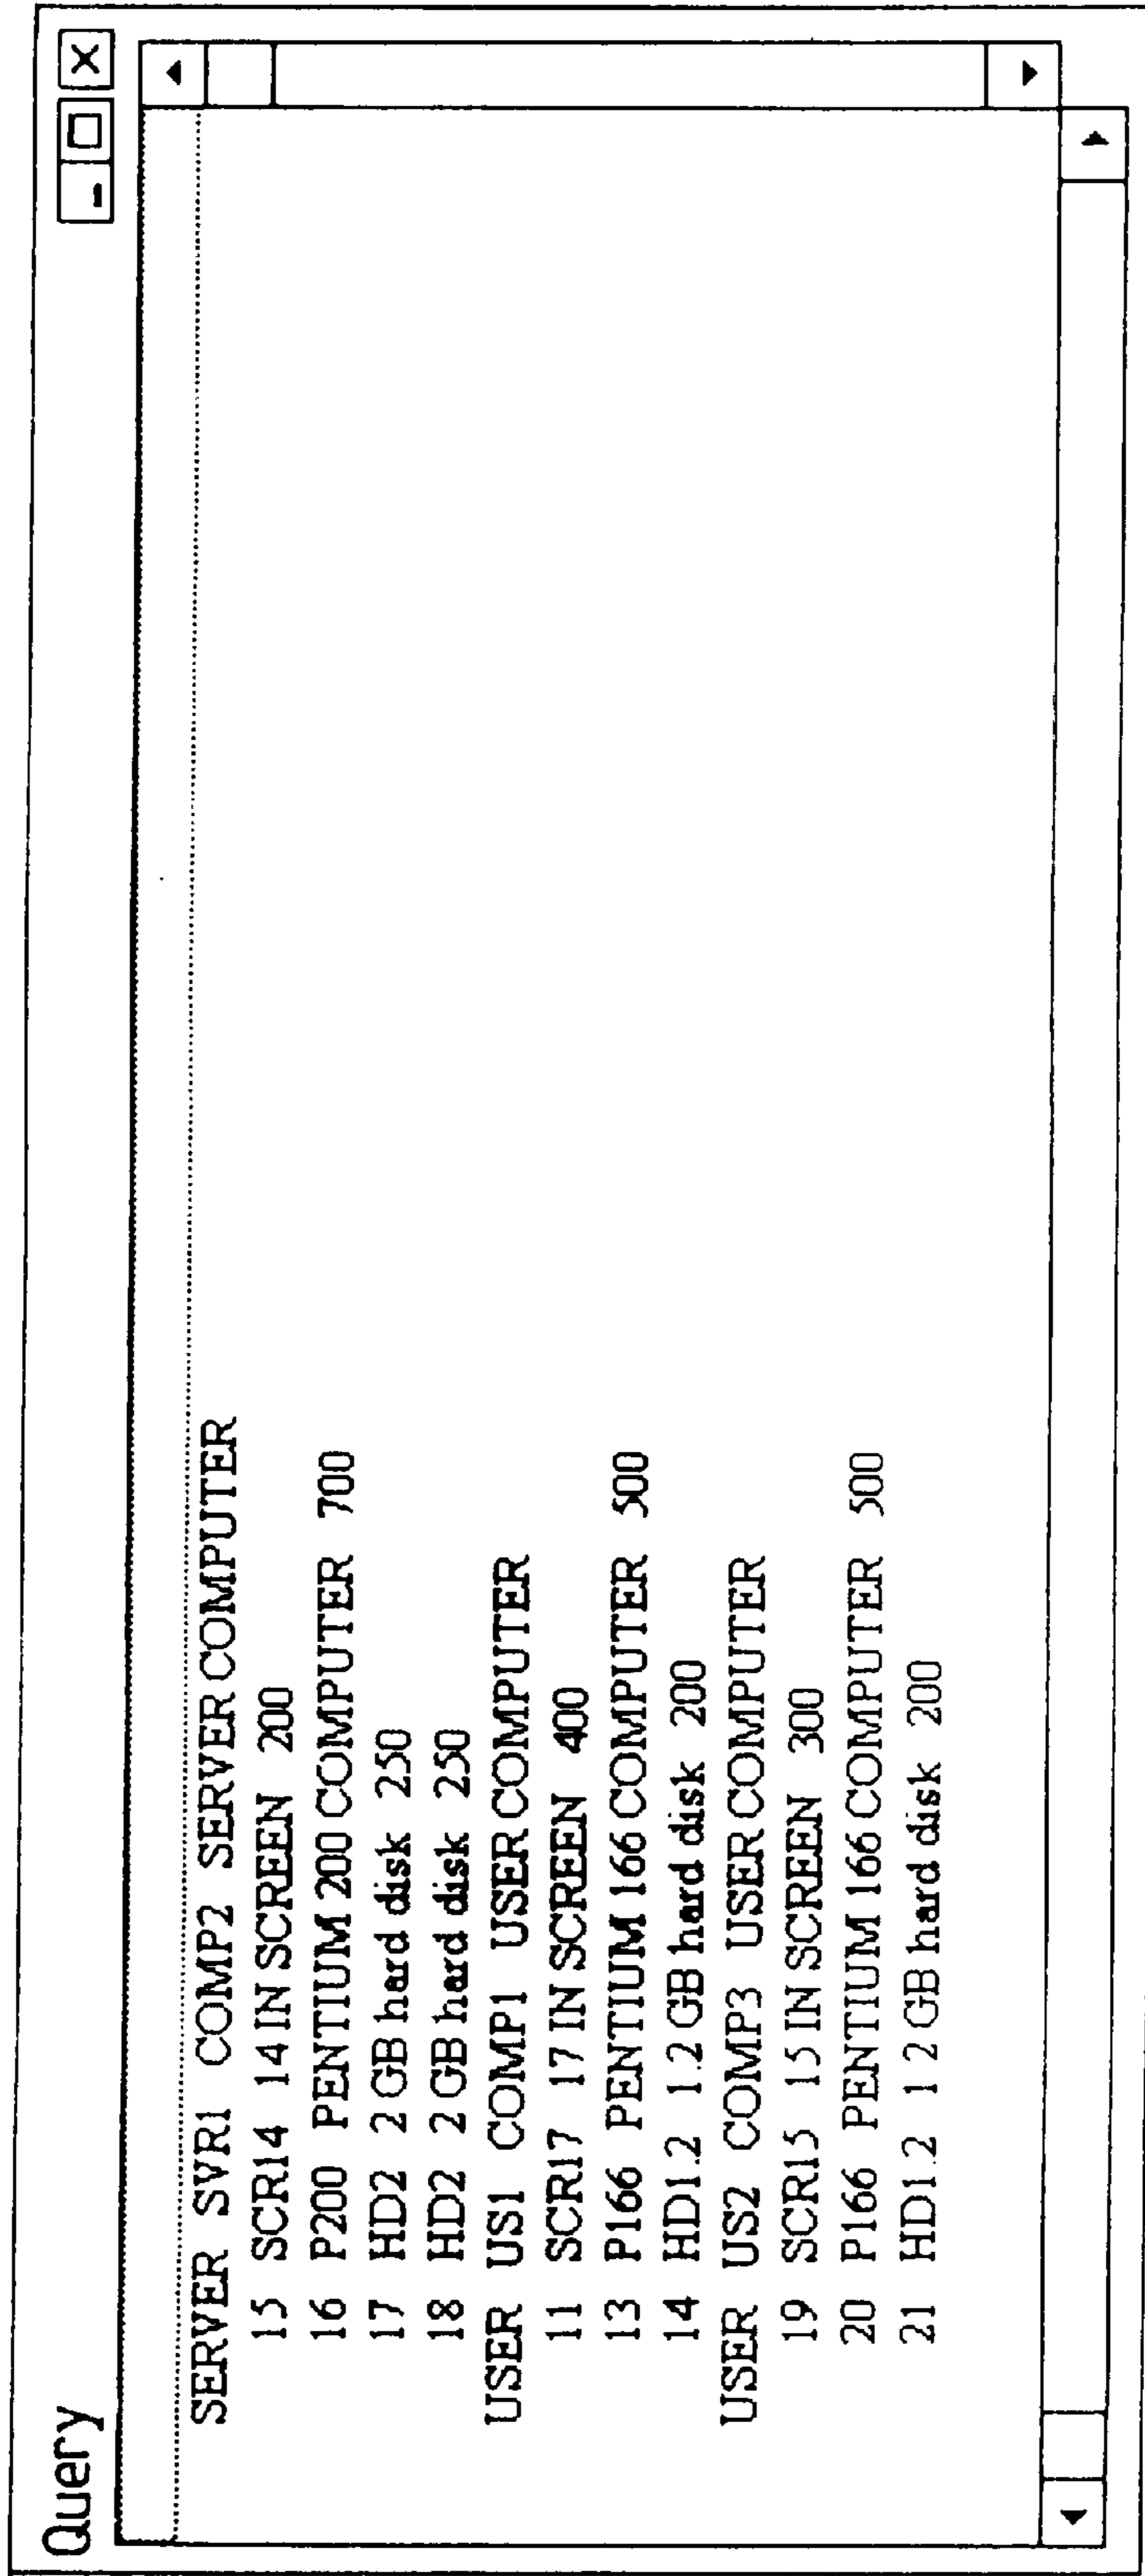 Query
SERVER SVR1 COMP2 SERVER COMPUTER
15 SCR14 14 IN SCREEN 200
16 P200 PENTIUM 200 COMPUTER 700
17 HD2 2 GB hard disk 250
18 HD2 2 GB hard disk 250
USER US1 COMP1 USER COMPUTER
11 SCR17 17 IN SCREEN 400
13 P166 PENTIUM 166 COMPUTER 500
14 HD1.2 1.2 GB hard disk 200
USER US2 COMP3 USER COMPUTER
19 SCR15 15 IN SCREEN 300
20 P166 PENTIUM 166 COMPUTER 500
21 HD1.2 1 2 GB hard disk 200